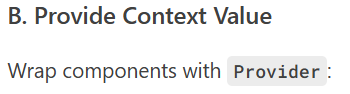 B. Provide Context Value
Wrap components with Provider: